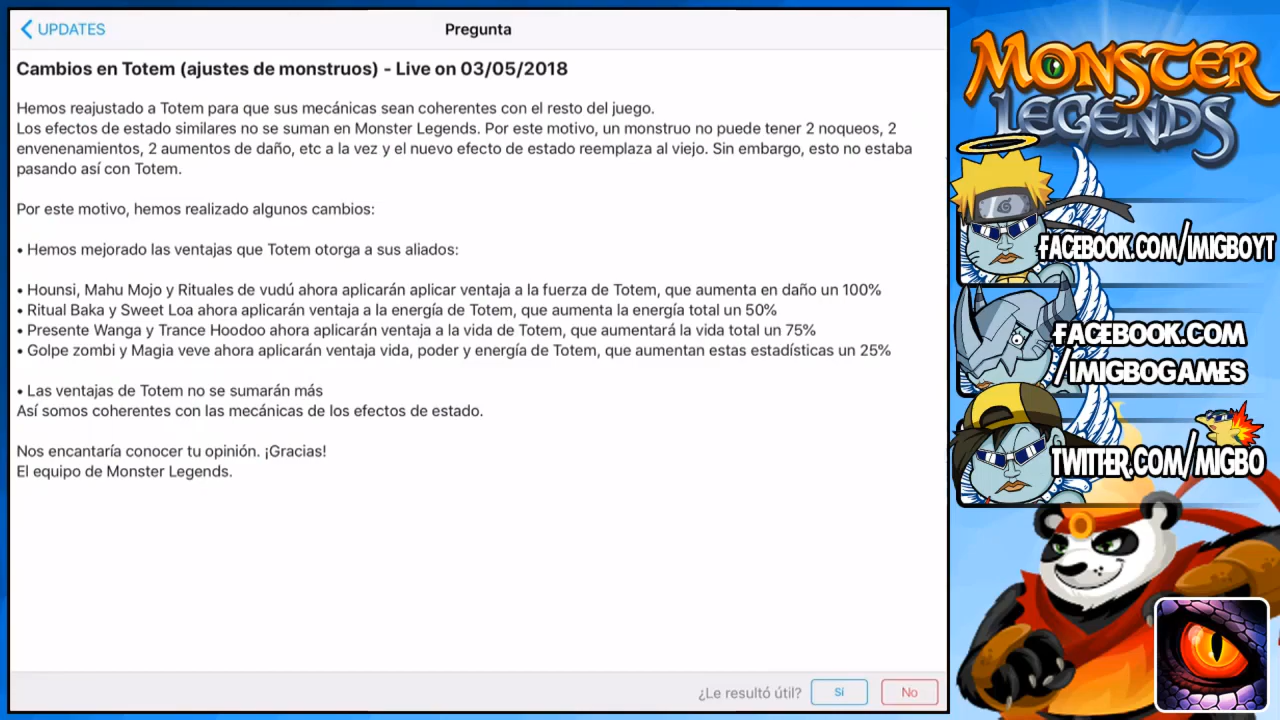 UPDATES
Pregunta
Cambios en Totem (ajustes de monstruos) - Live on 03/05/2018
Hemos reajustado a Totem para que sus mecánicas sean coherentes con el resto del juego.
Los efectos de estado similares no se suman en Monster Legends. Por este motivo, un monstruo no puede tener 2 noqueos, 2
envenenamientos, 2 aumentos de daño, etc a la vez y el nuevo efecto de estado reemplaza al viejo. Sin embargo, esto no estaba
pasando así con Totem.
Por este motivo, hemos realizado algunos cambios:
• Hemos mejorado las ventajas que Totem otorga a sus aliados:
• Hounsi, Mahu Mojo y Rituales de vudú ahora aplicarán aplicar ventaja a la fuerza de Totem, que aumenta en daño un 100%
• Ritual Baka y Sweet Loa ahora aplicarán ventaja a la energía de Totem, que aumenta la energía total un 50%
• Presente Wanga y Trance Hoodoo ahora aplicarán ventaja a la vida de Totem, que aumentará la vida total un 75%
• Golpe zombi y Magia veve ahora aplicarán ventaja vida, poder y energía de Totem, que aumentan estas estadísticas un 25%
• Las ventajas de Totem no se sumarán más
Así somos coherentes con las mecánicas de los efectos de estado.
Nos encantaría conocer tu opinión. ¡Gracias!
El equipo de Monster Legends.
¿Le resultó útil?
Sí
No
MONSTER
LEGENDS
FACEBOOK.COM/IMIGBOYT
FACEBOOK.COM
/IMIGBOGAMES
TWITTER.COM/MIGBO